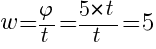 w = φ/t = 5*t/t = 5